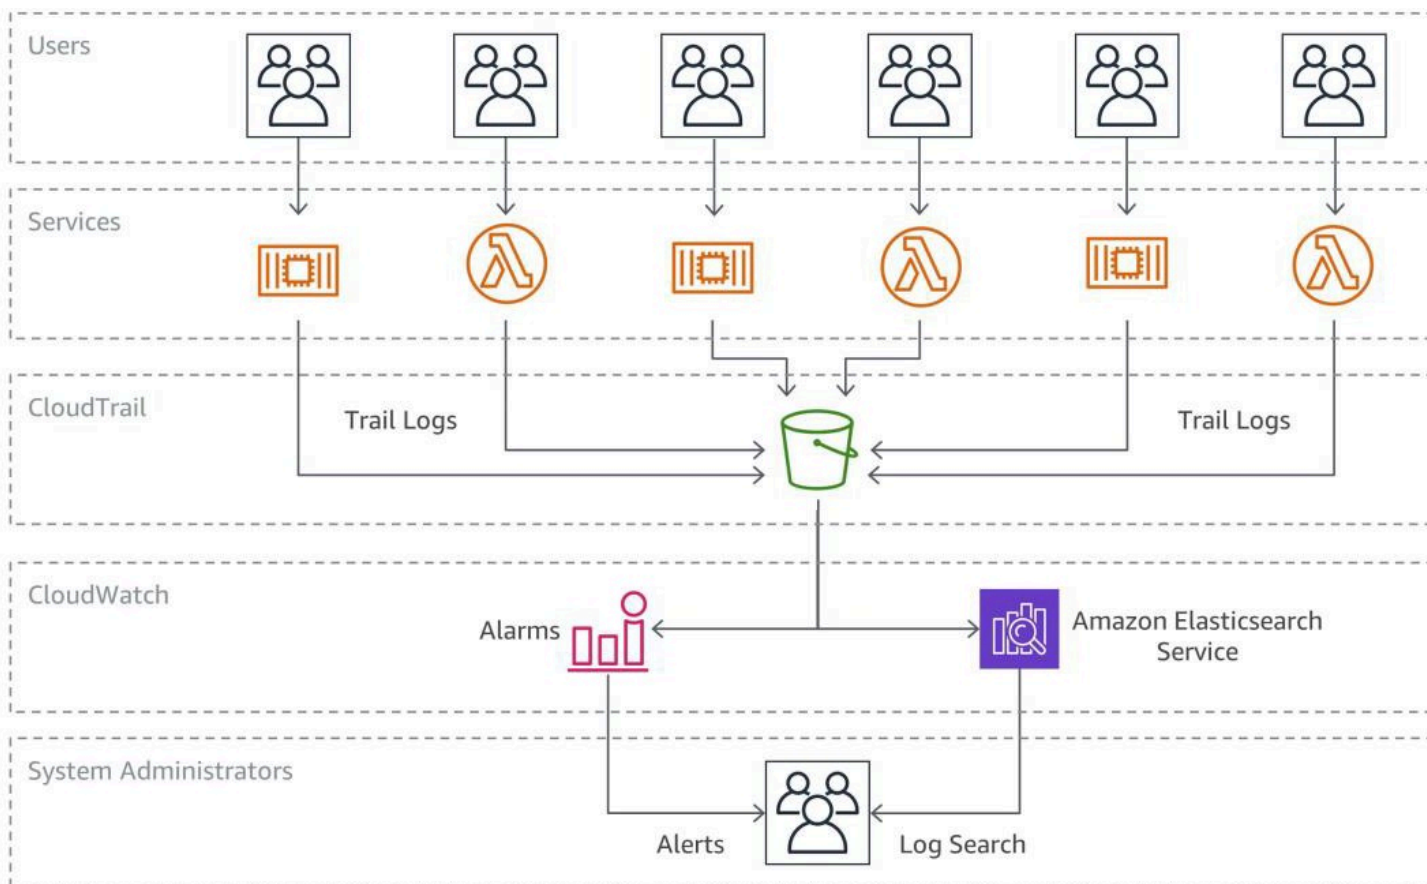 Users
Services
CloudTrail
Trail Logs
Trail Logs
CloudWatch
Alarms
Amazon Elasticsearch
Service
System Administrators
Alerts
Log Search